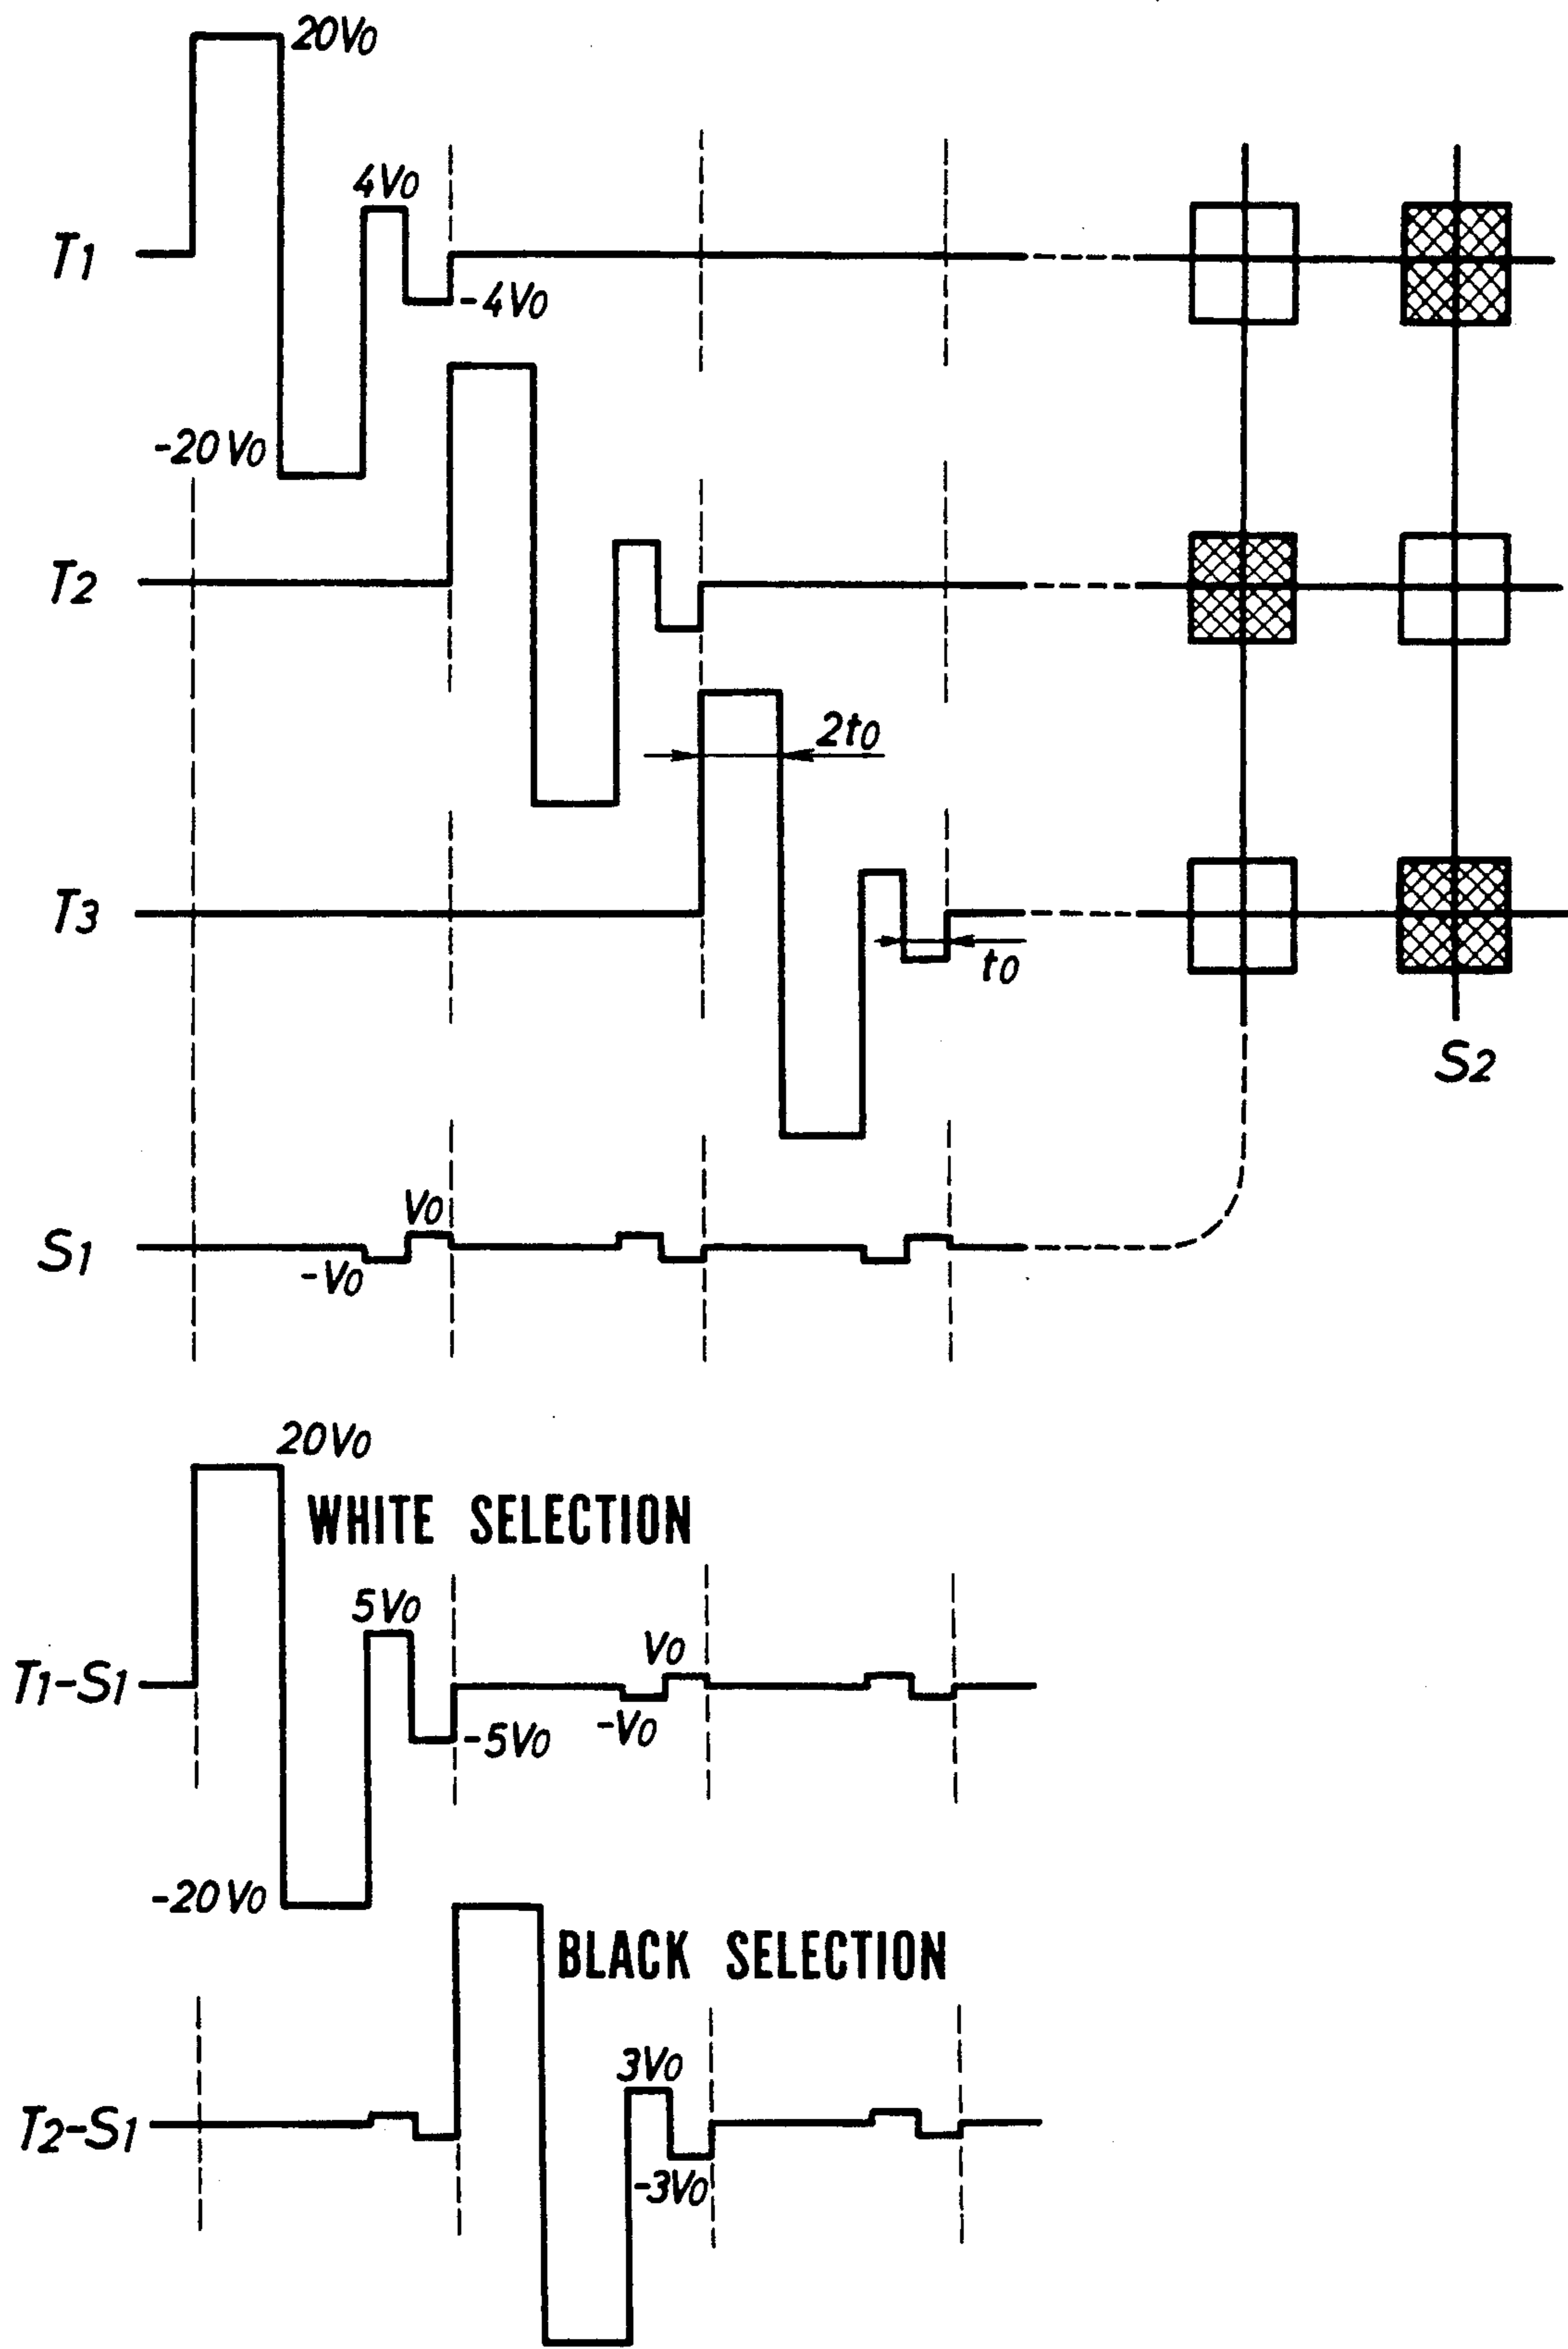 20V0
4V0
T1
-4V0
-20V0
T2
2t0
T3
t0
S2
V0
S1
-V0
20V0
WHITE SELECTION
5V0
V0
T1-S1
-V0
-5V0
-20V0
BLACK SELECTION
3V0
T2-S1
-3V0